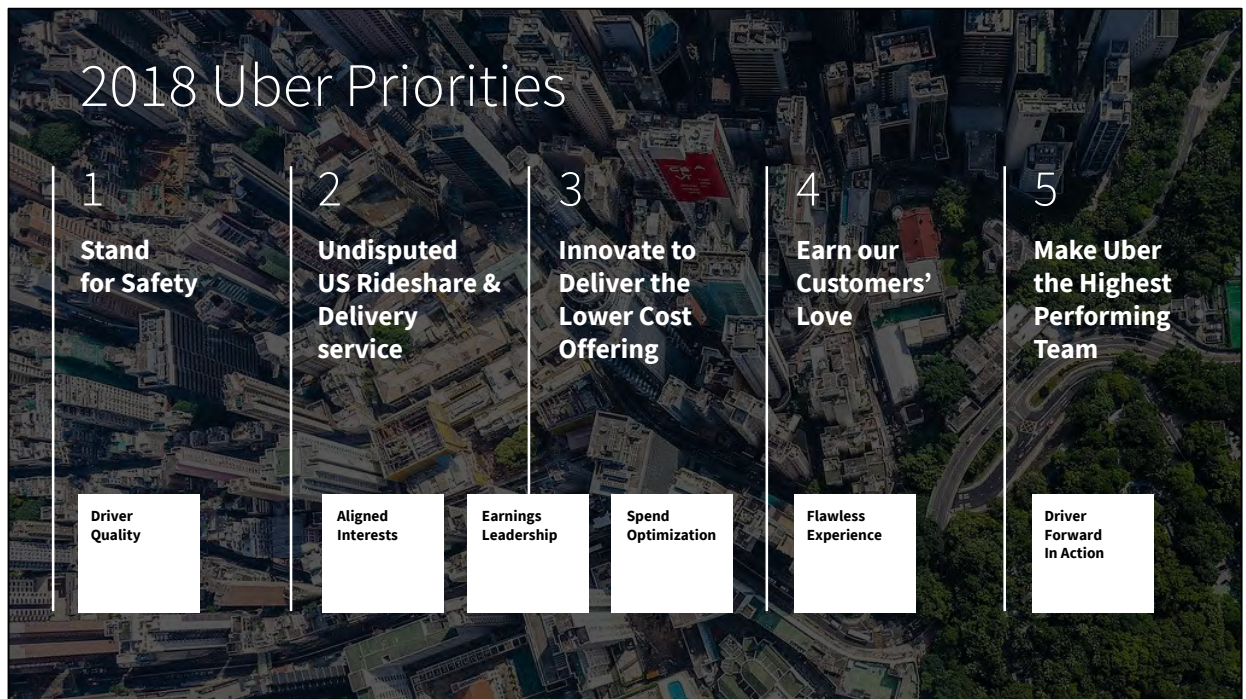 2018 Uber Priorities
1
Stand
for Safety
2
Undisputed
US Rideshare &
Delivery
service
3
Innovate to
Deliver the
Lower Cost
Offering
4
Earn our
Customers’
Love
5
Make Uber
the Highest
Performing
Team
Driver
Quality
Aligned
Interests
Earnings
Leadership
Spend
Optimization
Flawless
Experience
Driver
Forward
In Action